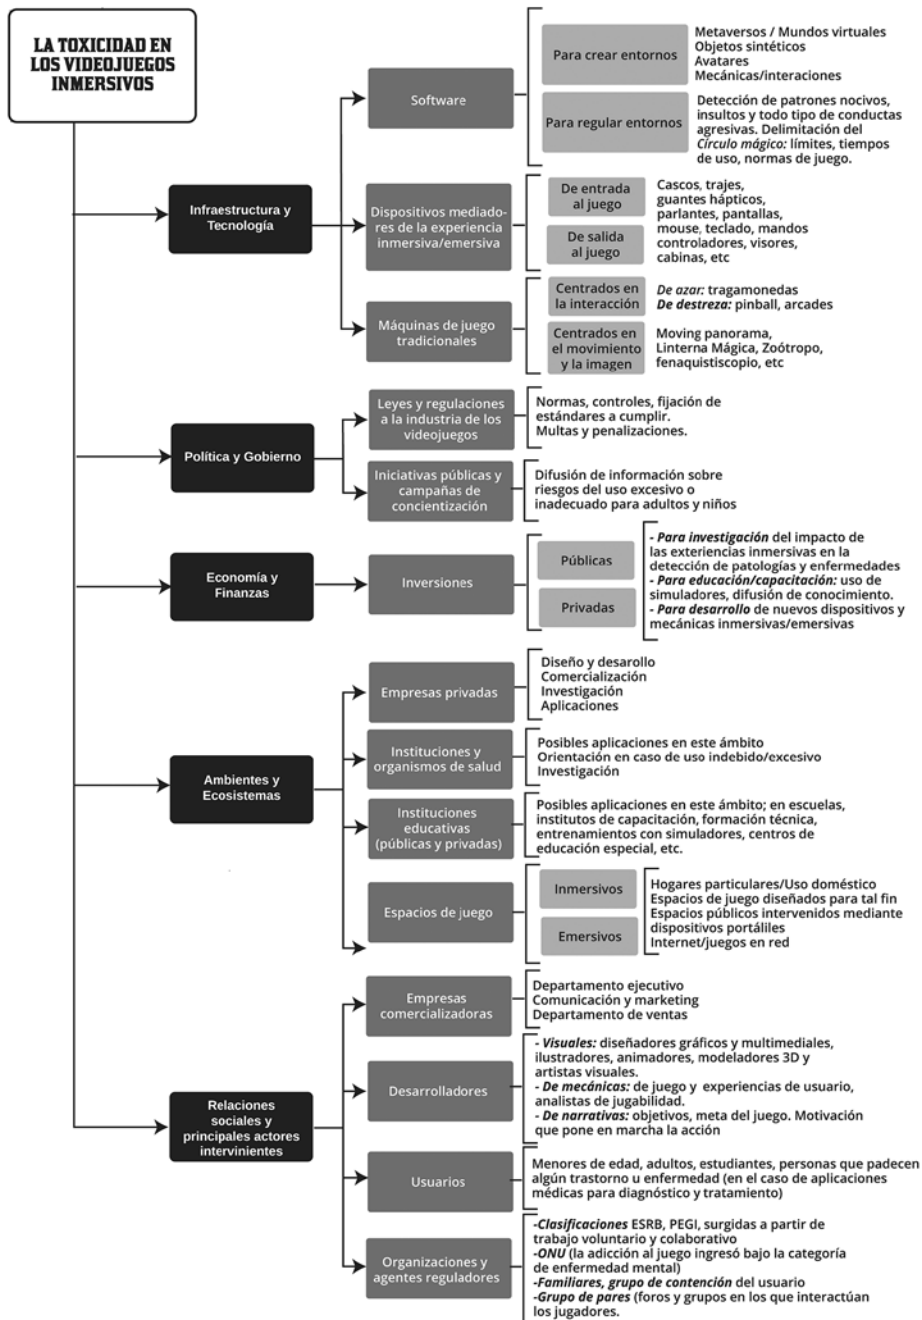 LA TOXICIDAD EN
LOS VIDEOJUEGOS
INMERSIVOS
Infraestructura y
Tecnología
Software
Para crear entornos
Metaversos / Mundos virtuales
Objetos sintéticos
Avatares
Mecánicas/interaciones
Para regular entornos
Detección de patrones nocivos,
insultos y todo tipo de conductas
agresivas. Delimitación del
Círculo mágico: límites, tiempos
de uso, normas de juego.
Dispositivos mediado-
res de la experiencia
inmersiva/emersiva
De entrada
al juego
De salida
al juego
Cascos, trajes,
guantes hápticos,
parlantes, pantallas,
mouse, teclado, mandos
controladores, visores,
cabinas, etc
Máquinas de juego
tradicionales
Centrados en
la interacción
De azar: tragamonedas
De destreza: pinball, arcades
Centrados en
el movimiento
y la imagen
Moving panorama,
Linterna Mágica, Zoótropo,
fenaquistiscopio, etc
Política y Gobierno
Leyes y regulaciones
a la industria de los
videojuegos
Normas, controles, fijación de
estándares a cumplir.
Multas y penalizaciones.
Iniciativas públicas y
campañas de
concientización
Difusión de información sobre
riesgos del uso excesivo o
inadecuado para adultos y niños
Economía y
Finanzas
Inversiones
Públicas
Privadas
- Para investigación del impacto de
las exteriencias inmersivas en la
detección de patologías y enfermedades
- Para educación/capacitación: uso de
simuladores, difusión de conocimiento.
- Para desarrollo de nuevos dispositivos y
mecánicas inmersivas/emersivas
Ambientes y
Ecosistemas
Empresas privadas
Diseño y desarollo
Comercialización
Investigación
Aplicaciones
Instituciones y
organismos de salud
Posibles aplicaciones en este ámbito
Orientación en caso de uso indebido/excesivo
Investigación
Instituciones
educativas
(públicas y privadas)
Posibles aplicaciones en este ámbito; en escuelas,
institutos de capacitación, formación técnica,
entrenamientos con simuladores, centros de
educación especial, etc.
Espacios de juego
Inmersivos
Emersivos
Hogares particulares/Uso doméstico
Espacios de juego diseñados para tal fin
Espacios públicos intervenidos mediante
dispositivos portáliles
Internet/juegos en red
Relaciones
sociales y
principales actores
intervinientes
Empresas
comercializadoras
Departamento ejecutivo
Comunicación y marketing
Departamento de ventas
Desarrolladores
- Visuales: diseñadores gráficos y multimediales,
ilustradores, animadores, modeladores 3D y
artistas visuales.
- De mecánicas: de juego y experiencias de usuario,
analistas de jugabilidad.
- De narrativas: objetivos, meta del juego. Motivación
que pone en marcha la acción
Usuarios
Menores de edad, adultos, estudiantes, personas que padecen
algún trastorno u enfermedad (en el caso de aplicaciones
médicas para diagnóstico y tratamiento)
Organizaciones y
agentes reguladores
-Clasificaciones ESRB, PEGI, surgidas a partir de
trabajo voluntario y colaborativo
-ONU (la adicción al juego ingresó bajo la categoría
de enfermedad mental)
-Familiares, grupo de contención del usuario
-Grupo de pares (foros y grupos en los que interactúan
los jugadores.